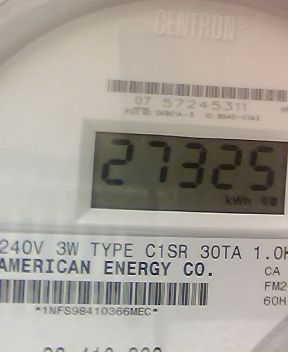 CENTRON®
07 57245311
27325
kWh
240V 3W TYPE C1SR 30TA 1.0K
AMERICAN ENERGY CO.
CA
FM2
60H
*1NFS98410366MEC*